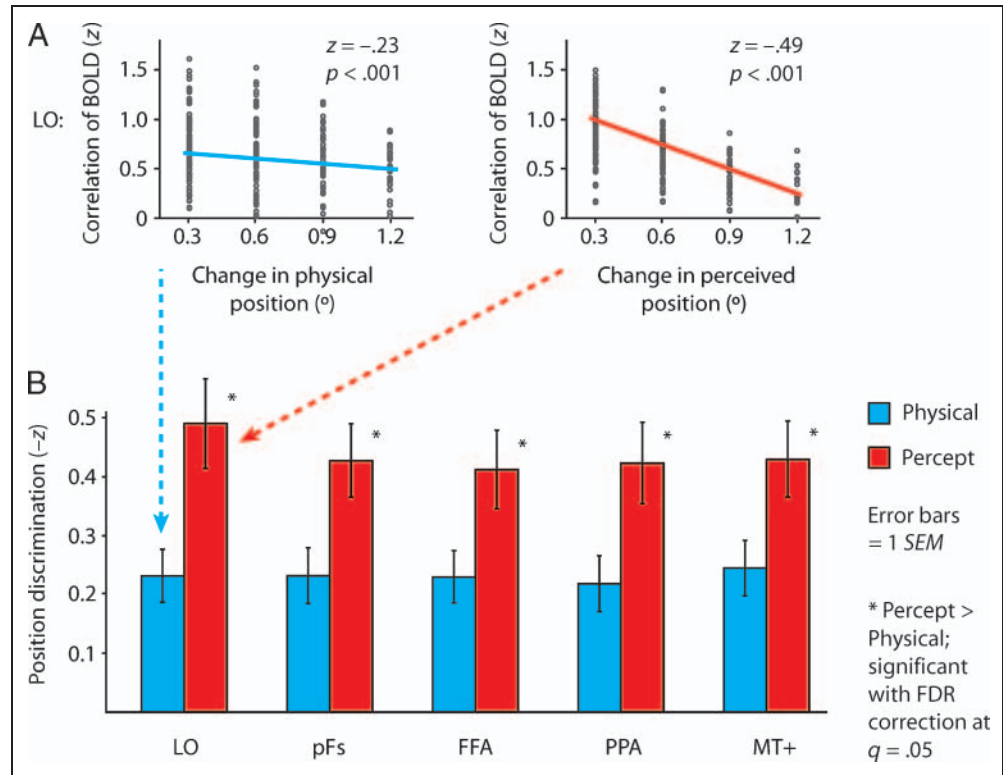 A
z = –.23
p < .001
z = –.49
p < .001
LO:
Correlation of BOLD (z)
1.5
1.0
0.5
0
0.3 0.6 0.9 1.2
Change in physical
position (º)
Correlation of BOLD (z)
1.5
1.0
0.5
0
0.3 0.6 0.9 1.2
Change in perceived
position (º)
B
Position discrimination (–z)
0.5
0.4
0.3
0.2
0.1
* * * * *
LO pFs FFA PPA MT+
Physical
Percept
Error bars
= 1 SEM
* Percept >
Physical;
significant
with FDR
correction at
q = .05